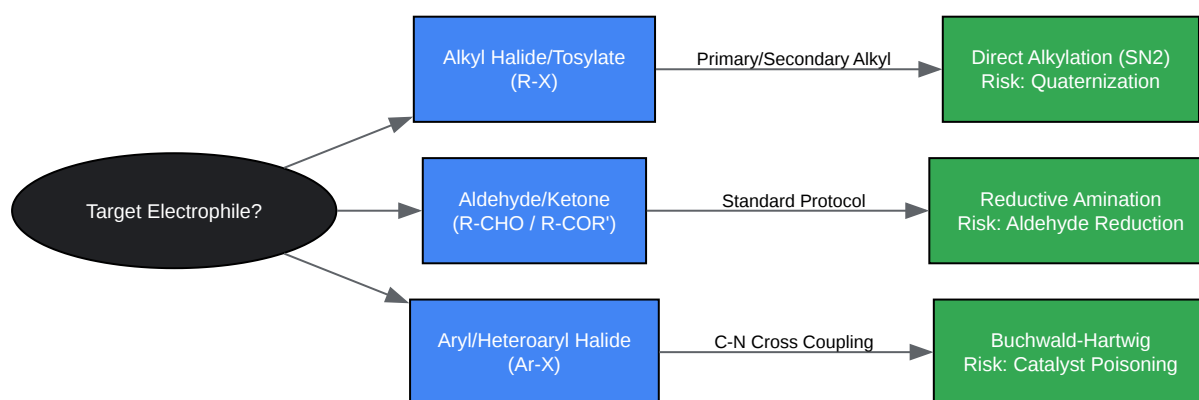 Target Electrophile?
Alkyl Halide/Tosylate
(R-X)
Primary/Secondary Alkyl
Direct Alkylation (SN2)
Risk: Quaternization
Aldehyde/Ketone
(R-CHO / R-COR')
Standard Protocol
Reductive Amination
Risk: Aldehyde Reduction
Aryl/Heteroaryl Halide
(Ar-X)
C-N Cross Coupling
Buchwald-Hartwig
Risk: Catalyst Poisoning